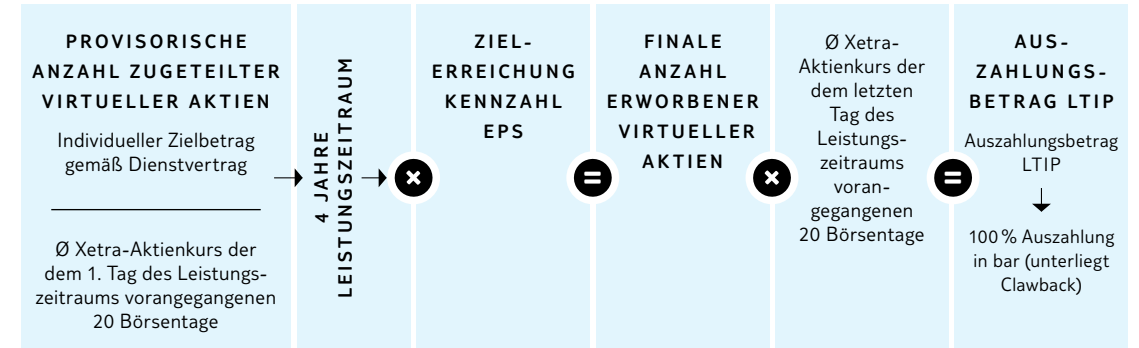 PROVISORISCHE
ANZAHL ZUGETEILTER
VIRTUELLER AKTIEN
Individueller Zielbetrag
gemäß Dienstvertrag
Ø Xetra-Aktienkurs der
dem 1. Tag des Leistungs-
zeitraums vorangegangenen
20 Börsentage
4 JAHRE
LEISTUNGSZEITRAUM
×
ZIEL-
ERREICHUNG
KENNZAHL
EPS
=
FINALE
ANZAHL
ERWORBENER
VIRTUELLER
AKTIEN
×
Ø Xetra-
Aktienkurs der
dem letzten
Tag des
Leistungs-
zeitraums
voran-
gegangenen
20 Börsentage
=
AUS-
ZAHLUNGS-
BETRAG LTIP
Auszahlungsbetrag
LTIP
100 % Auszahlung
in bar (unterliegt
Clawback)